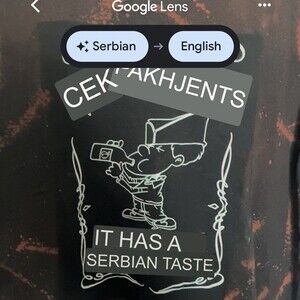 Google Lens
Serbian → English
CEK PAKHJENTS
IT HAS A
SERBIAN TASTE